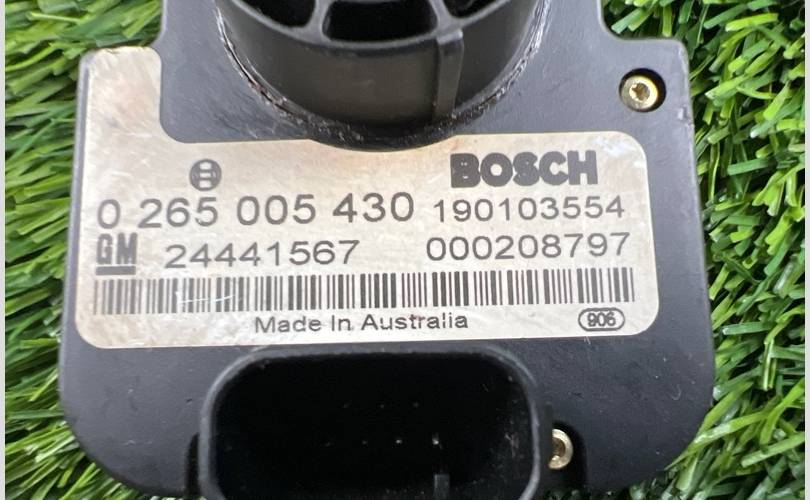 BOSCH
0 265 005 430 190103554
GM 24441567 000208797
Made In Australia 906